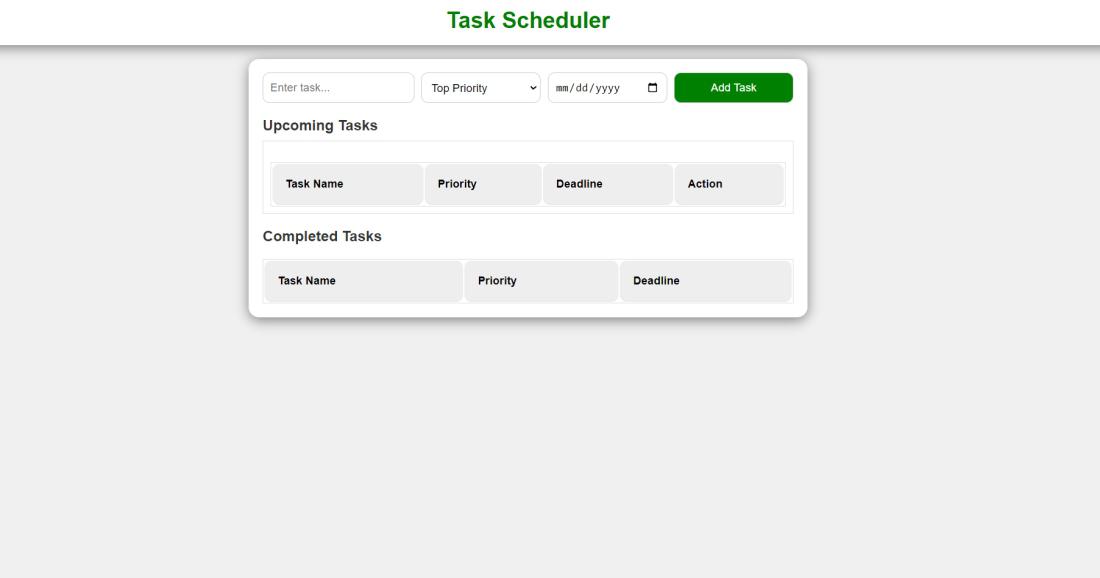 Task Scheduler
Enter task... Top Priority mm/dd/yyyy Add Task
Upcoming Tasks
Task Name Priority Deadline Action
Completed Tasks
Task Name Priority Deadline